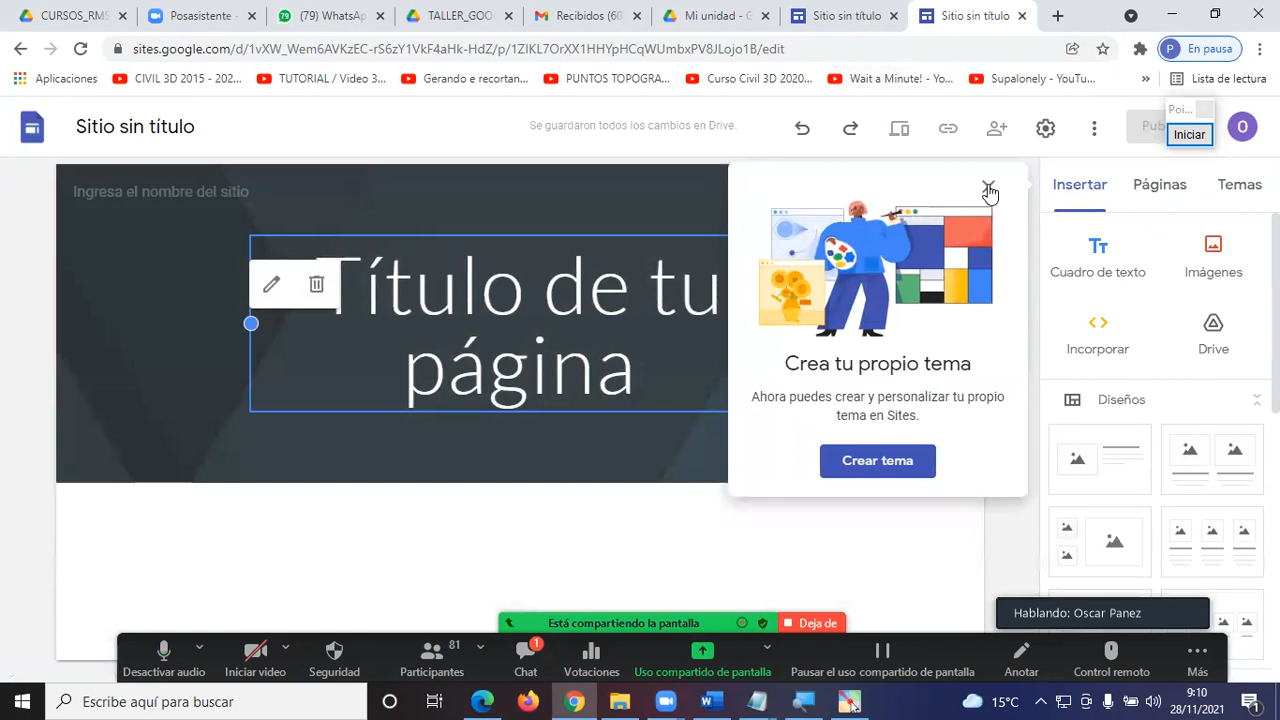 CURSOS_RMS
Posasistente -
(79) WhatsApp
TALLER_GOO
Recibidos (60
Mi unidad - G
Sitio sin título
Sitio sin título
sites.google.com/d/1vXW_Wem6AVKzEC-rS6zY1VkF4aHk-HdZ/p/1ZIKL7OrXX1HHYpHCqWUmbxPV8JLojo1B/edit
En pausa
Aplicaciones
CIVIL 3D 2015 - 202...
TUTORIAL / Video 3...
Gerando e recortan...
PUNTOS TOPOGRA...
Curso Civil 3D 2020...
Wait a Minute! - Yo...
Supalonely - YouTu...
»
Lista de lectura
Sitio sin título
Se guardaron todos los cambios en Drive.
Poi...
Iniciar
O
Ingresa el nombre del sitio
Título de tu
página
Crea tu propio tema
Ahora puedes crear y personalizar tu propio
tema en Sites.
Crear tema
Insertar
Páginas
Temas
Cuadro de texto
Imágenes
Incorporar
Drive
Diseños
Hablando: Oscar Panez
Está compartiendo la pantalla
Deja de
81
1
Desactivar audio
Iniciar video
Seguridad
Participantes
Chat
Votaciones
Uso compartido de pantalla
Pausar el uso compartido de pantalla
Anotar
Control remoto
Más
Escribe aquí para buscar
15°C
9:10
28/11/2021